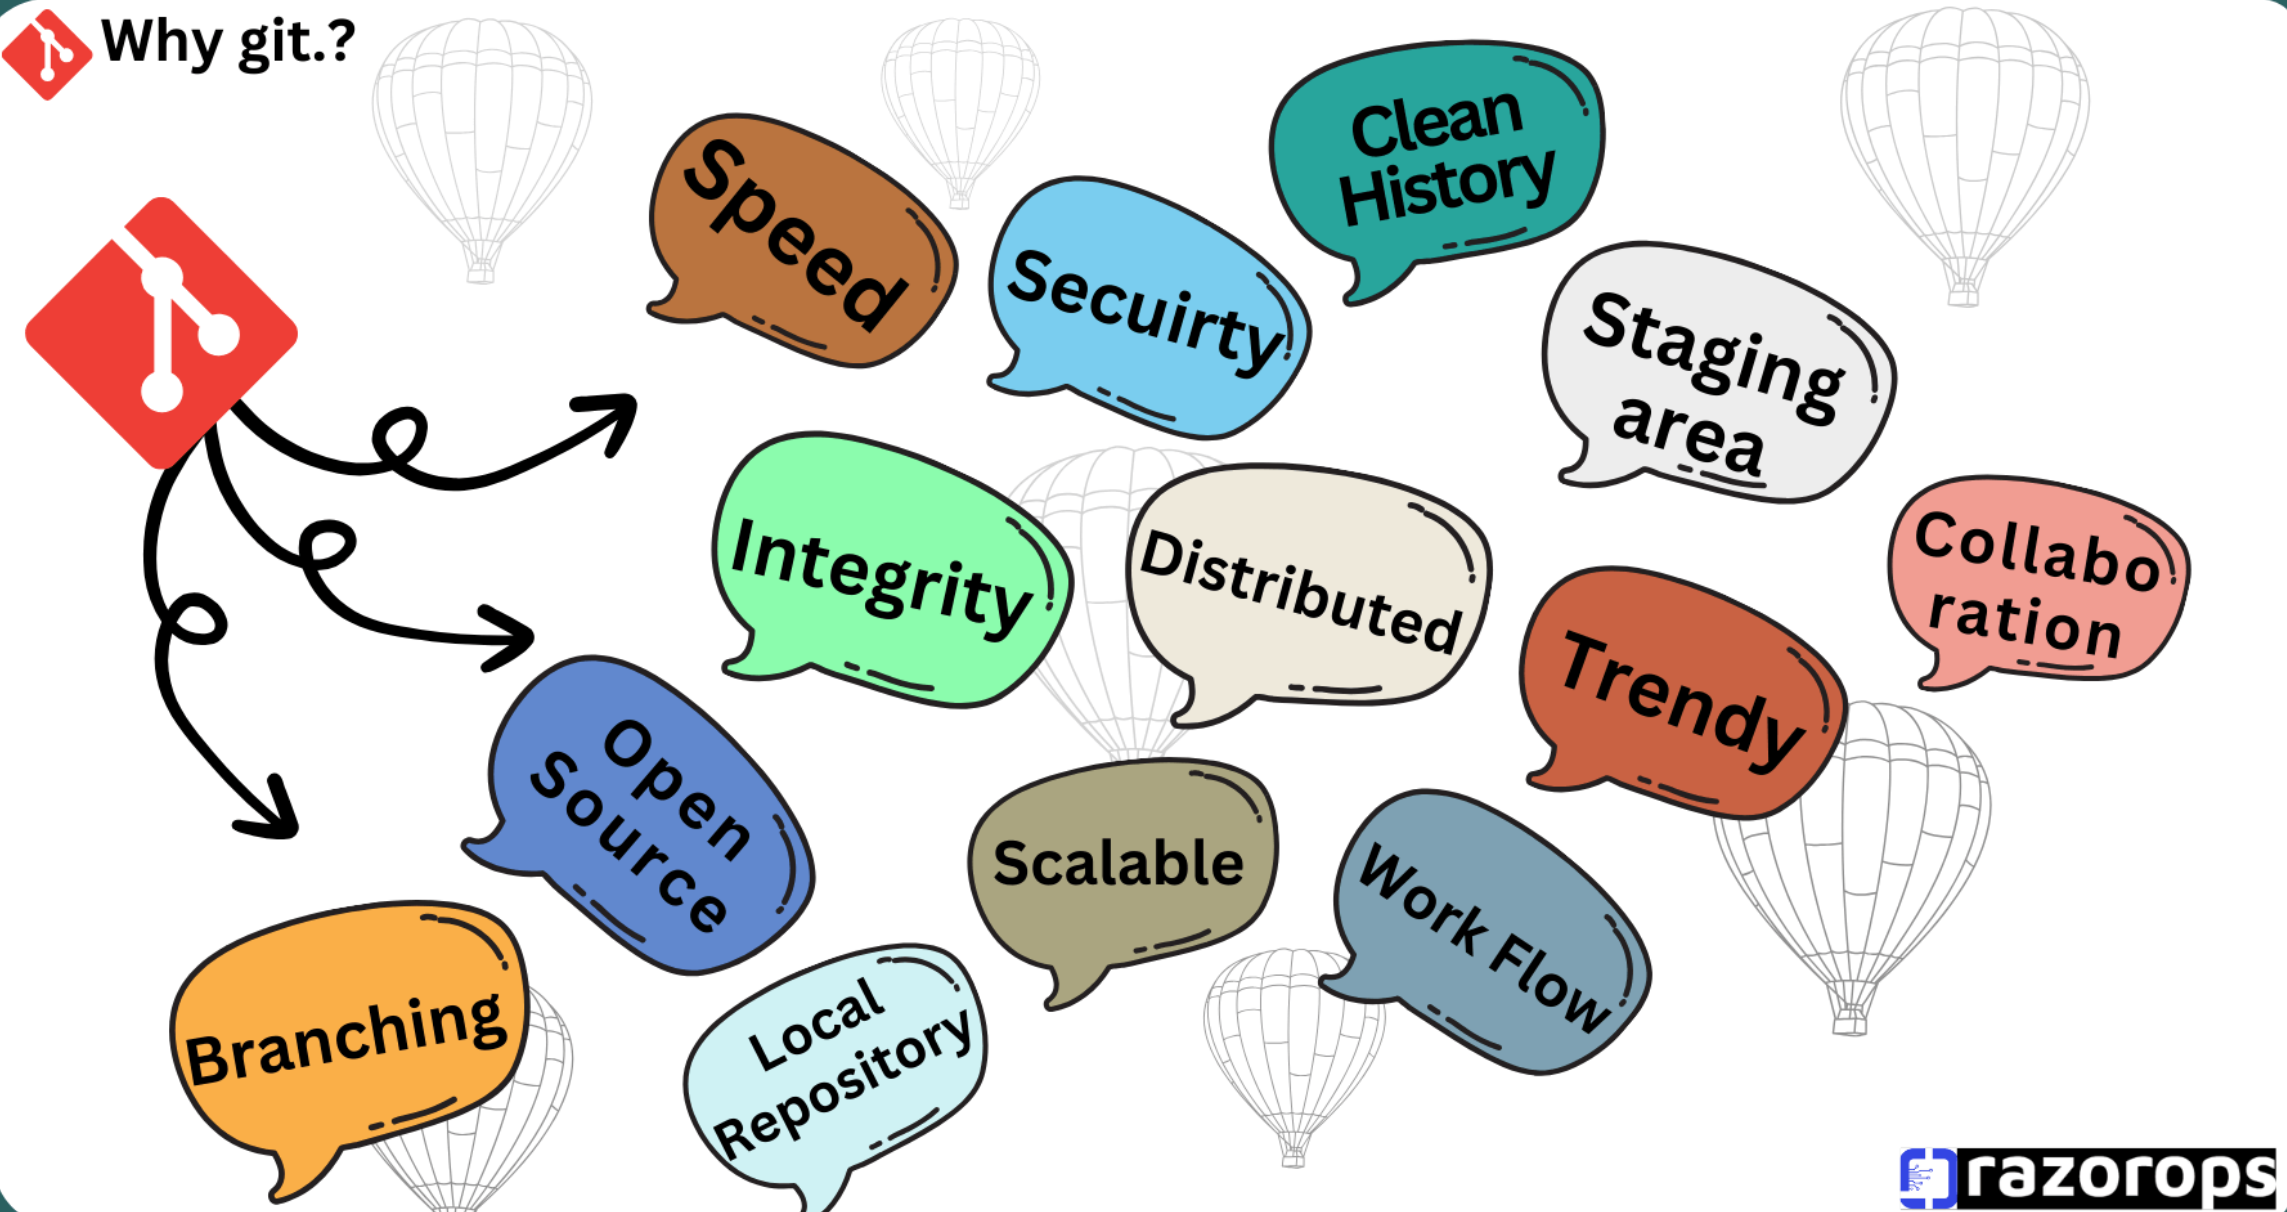 Why git.?
Speed
Secuirty
Clean
History
Staging
area
Integrity
Distributed
Collabo
ration
Trendy
Open
Source
Scalable
Work Flow
Branching
Local
Repository
razorops